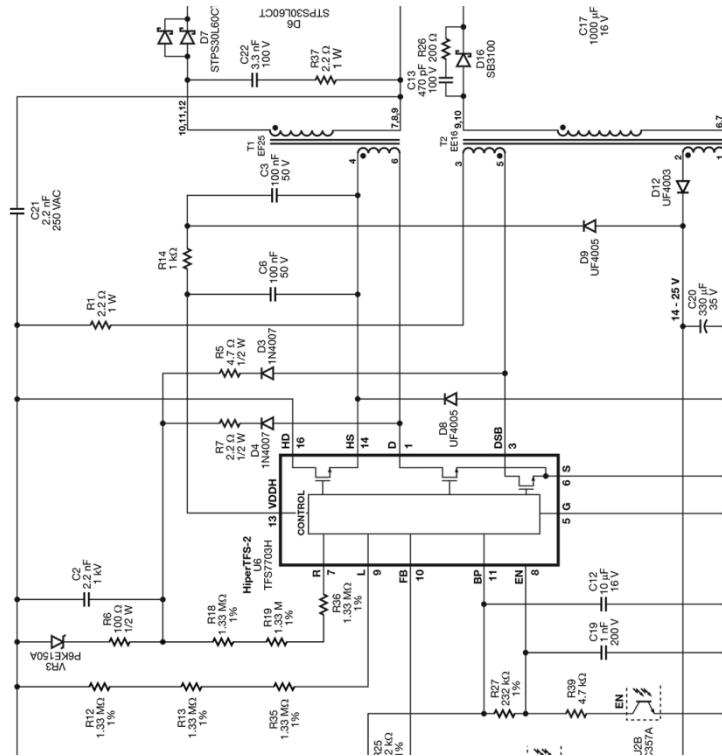 STPS30L60CT
D6
D7
STPS30L60C
C22
3.3 nF
100 V
R37
2.2 Ω
1 W
C13
470 pF
100 V
R26
200 Ω
D16
SB3100
C17
1000 µF
16 V
10,11,12
7,8,9
9,10
6,7
T1
EF25
T2
EE16
4
6
3
5
2
1
C21
2.2 nF
250 VAC
C3
100 nF
50 V
D12
UF4003
R14
1 kΩ
D9
UF4005
C6
100 nF
50 V
R1
2.2 Ω
1 W
14 - 25 V
C20
330 µF
35 V
R5
4.7 Ω
1/2 W
D3
1N4007
D8
UF4005
R7
2.2 Ω
1/2 W
D4
1N4007
HD
16
HS
14
D
1
DSB
3
S
6
13 VDDH
CONTROL
G
5
HiperTFS-2
U6
TFS7703H
R
7
L
9
FB
10
BP
11
EN
8
C2
2.2 nF
1 kV
R6
100 Ω
1/2 W
VR3
P6KE150A
R18
1.33 MΩ
1%
R19
1.33 M
1%
R36
1.33 MΩ
1%
C12
10 µF
16 V
C19
1 nF
200 V
R12
1.33 MΩ
1%
R13
1.33 MΩ
1%
R35
1.33 MΩ
1%
R27
232 kΩ
1%
R39
4.7 kΩ
EN
R25
2 kΩ
1%
J2B
C357A